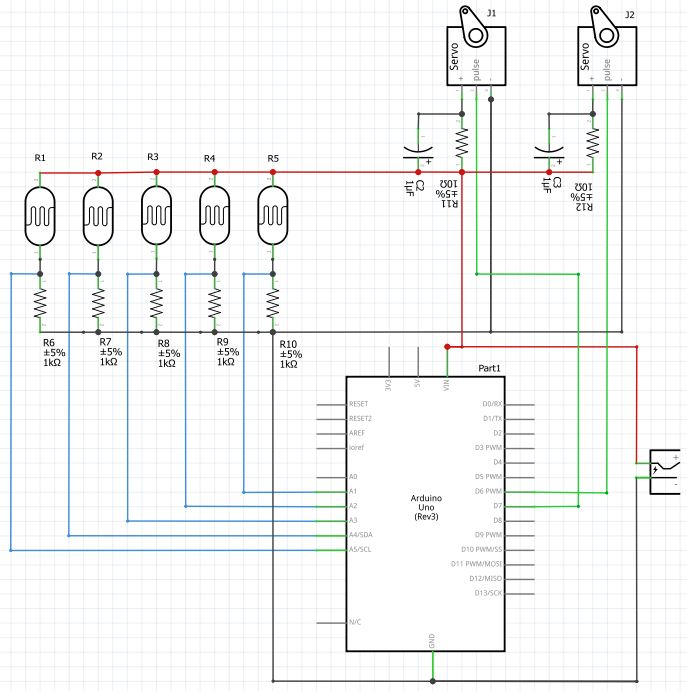 J1
J2
Servo
+
pulse
-
Servo
+
pulse
-
R1
R2
R3
R4
R5
+
C2
1µF
R11
±5%
10Ω
+
C3
1µF
R12
±5%
10Ω
R6
±5%
1kΩ
R7
±5%
1kΩ
R8
±5%
1kΩ
R9
±5%
1kΩ
R10
±5%
1kΩ
Part1
3V3
5V
VIN
RESET
RESET2
AREF
ioref
A0
A1
A2
A3
A4/SDA
A5/SCL
N/C
Arduino
Uno
(Rev3)
D0/RX
D1/TX
D2
D3 PWM
D4
D5 PWM
D6 PWM
D7
D8
D9 PWM
D10 PWM/SS
D11 PWM/MOSI
D12/MISO
D13/SCK
GND
+
-